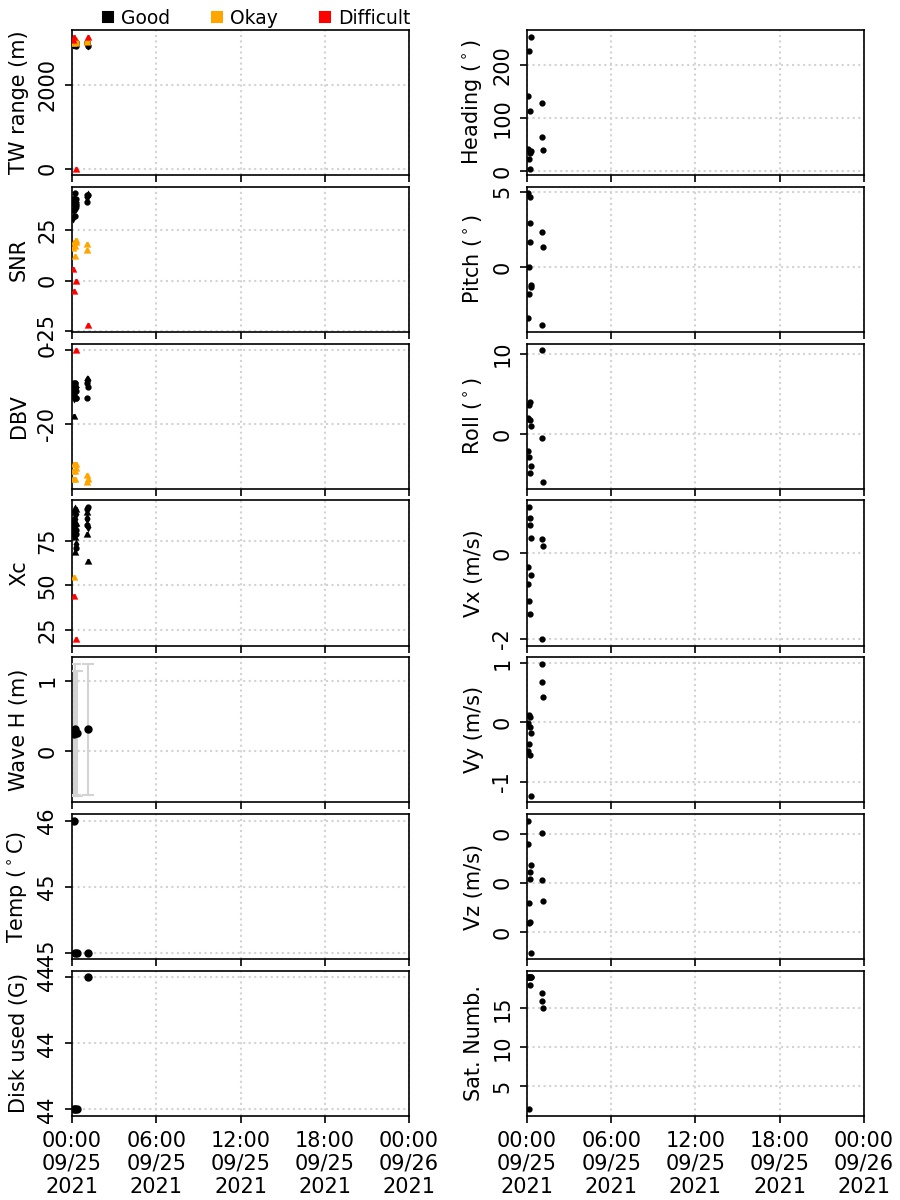 Good Okay Difficult
TW range (m)
2000
0
Heading (°)
200
100
0
SNR
25
0
-25
Pitch (°)
5
0
DBV
0
-20
Roll (°)
10
0
Xc
75
50
25
Vx (m/s)
0
-2
Wave H (m)
1
0
Vy (m/s)
1
0
-1
Temp (°C)
46
45
45
Vz (m/s)
0
0
0
Disk used (G)
44
44
44
Sat. Numb.
15
10
5
00:00 06:00 12:00 18:00 00:00 00:00 06:00 12:00 18:00 00:00
09/25 09/25 09/25 09/25 09/26 09/25 09/25 09/25 09/25 09/26
2021 2021 2021 2021 2021 2021 2021 2021 2021 2021